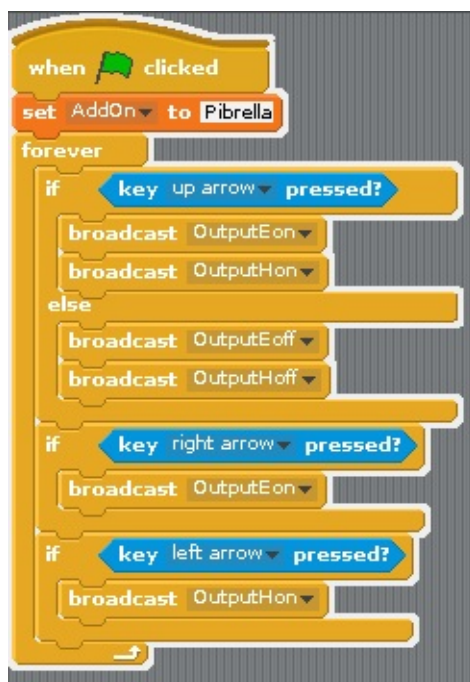 when clicked
set AddOn to Pibrella
forever
if key up arrow pressed?
broadcast OutputEon
broadcast OutputHon
else
broadcast OutputEoff
broadcast OutputHoff
if key right arrow pressed?
broadcast OutputEon
if key left arrow pressed?
broadcast OutputHon